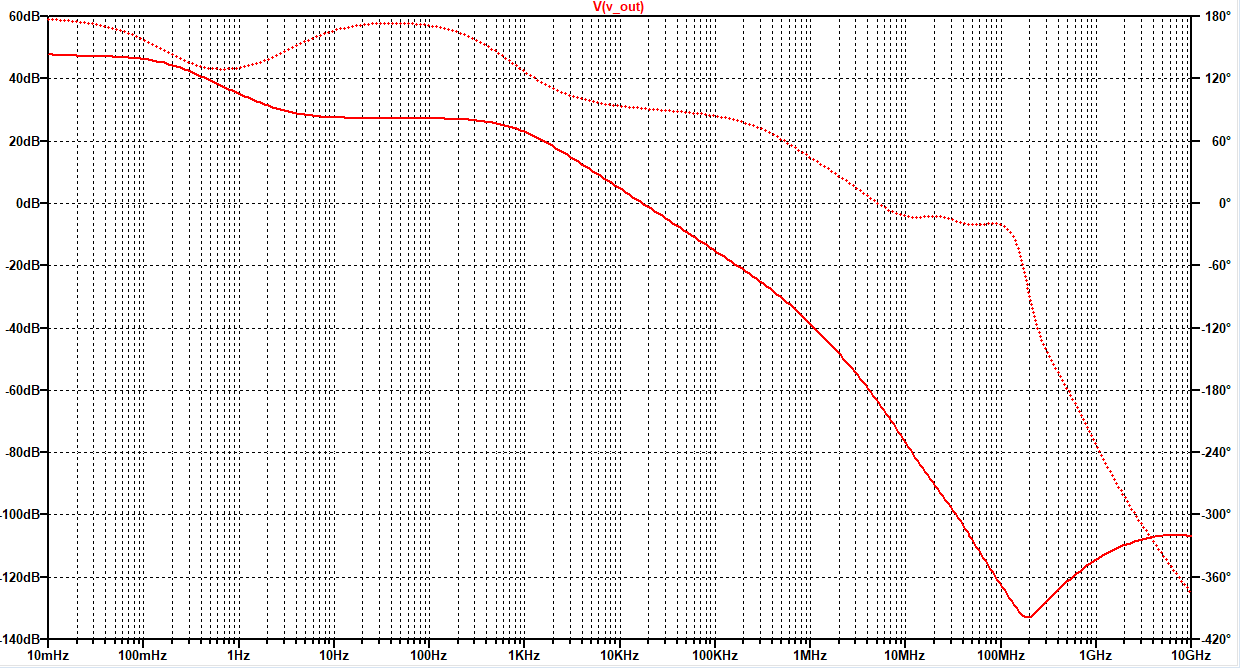 V(v_out)
60dB 180°
40dB 120°
20dB 60°
0dB 0°
-20dB -60°
-40dB -120°
-60dB -180°
-80dB -240°
-100dB -300°
-120dB -360°
-140dB -420°
10mHz 100mHz 1Hz 10Hz 100Hz 1KHz 10KHz 100KHz 1MHz 10MHz 100MHz 1GHz 10GHz